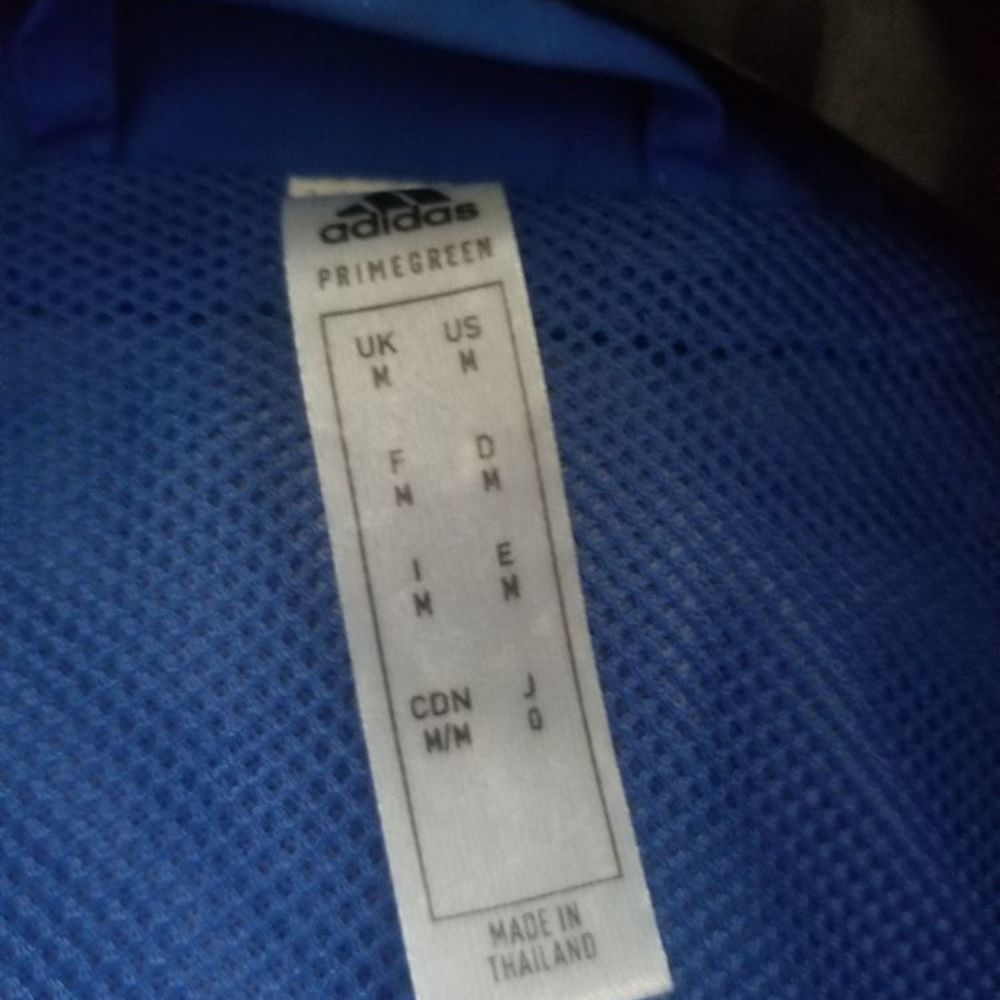 adidas
PRIMEGREEN
UK US
M M
F D
M M
I E
M M
CDN J
M/M O
MADE IN
THAILAND